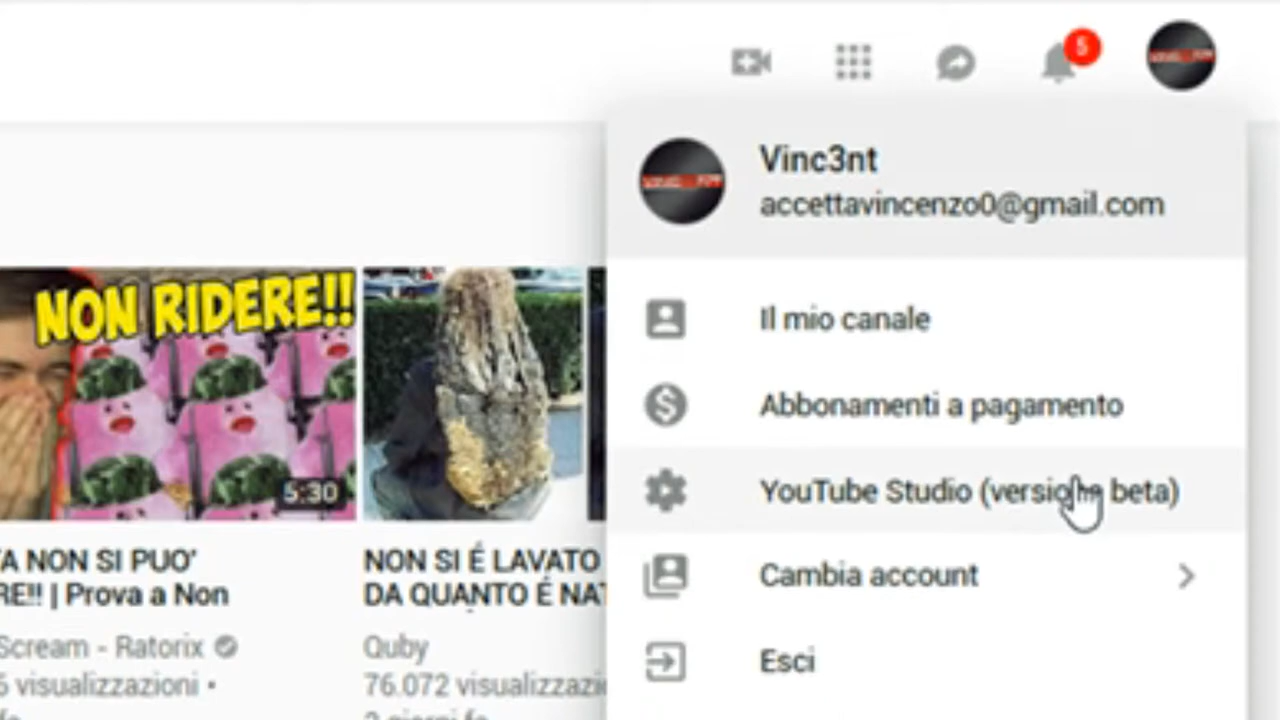 5
Vinc3nt
accettavincenzo0@gmail.com
NON RIDERE!!
5:30
A NON SI PUO'
RE!! | Prova a Non
Scream - Ratorix
visualizzazioni •
NON SI É LAVATO
DA QUANTO É NAT
Quby
76.072 visualizzazi
Il mio canale
Abbonamenti a pagamento
YouTube Studio (versione beta)
Cambia account
Esci